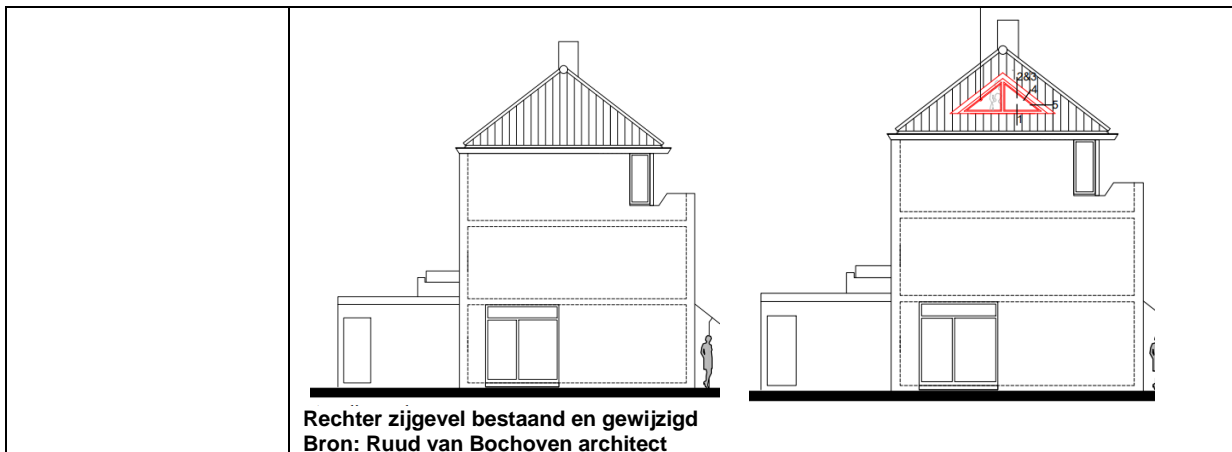 2&3
4
5
1
Rechter zijgevel bestaand en gewijzigd
Bron: Ruud van Bochoven architect